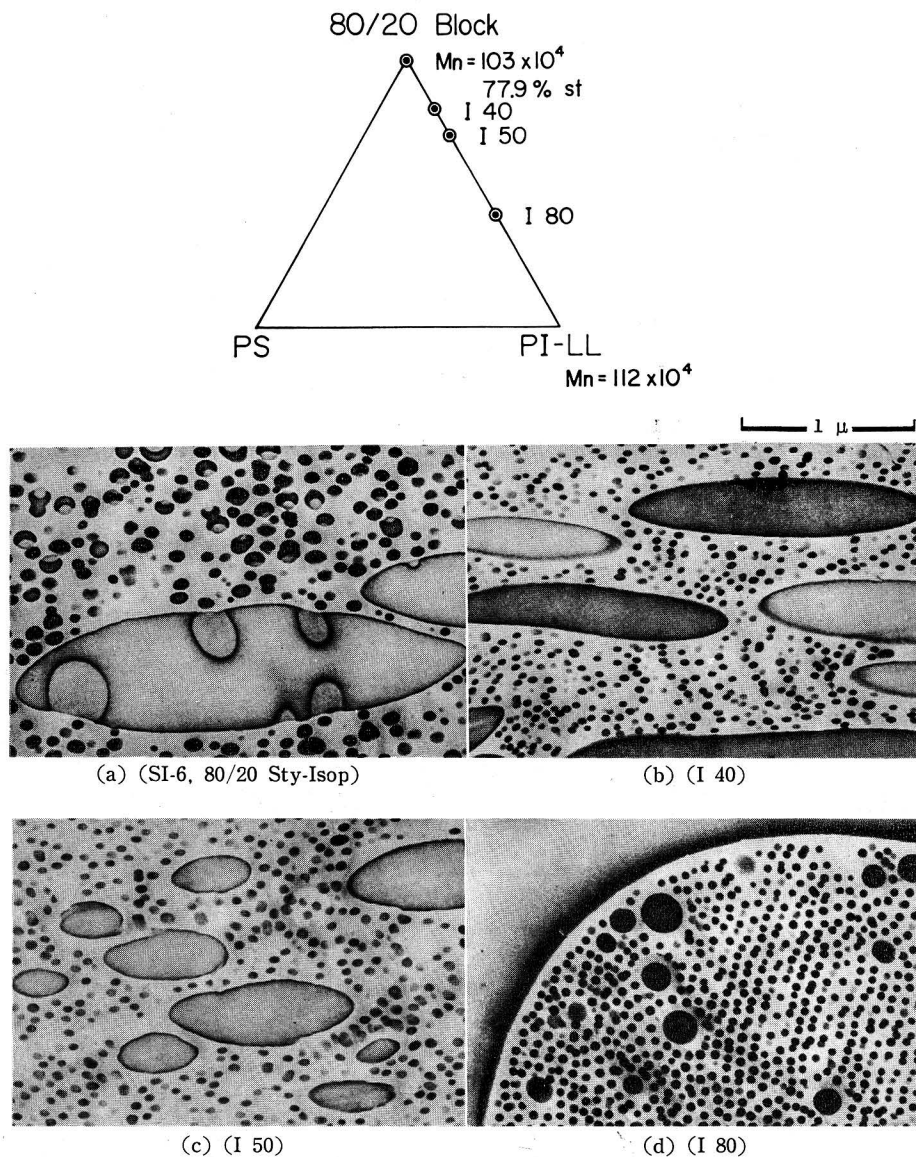 80/20 Block
Mn = 103 x 10⁴
77.9 % st
I 40
I 50
I 80
PS
PI-LL
Mn = 112 x 10⁴
1 μ
(a) (SI-6, 80/20 Sty-Isop)
(b) (I 40)
(c) (I 50)
(d) (I 80)